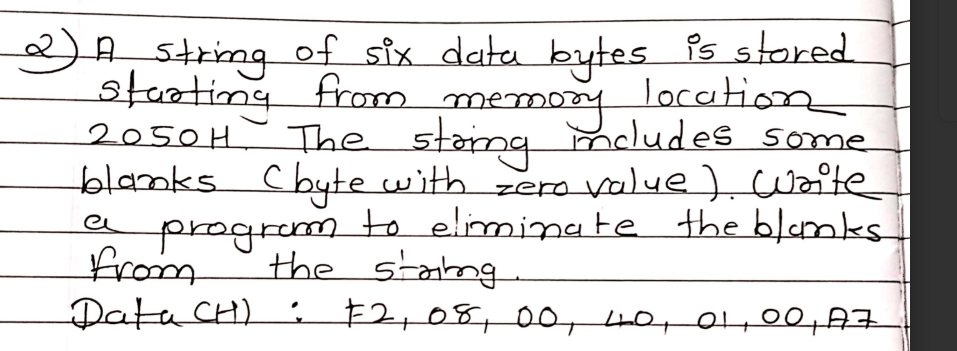 2) A string of six data bytes is stored
starting from memory location
2050H. The string includes some
blanks (byte with zero value). Write
a program to eliminate the blanks
from the string.
Data (H) : F2, 08, 00, 40, 01, 00, A7